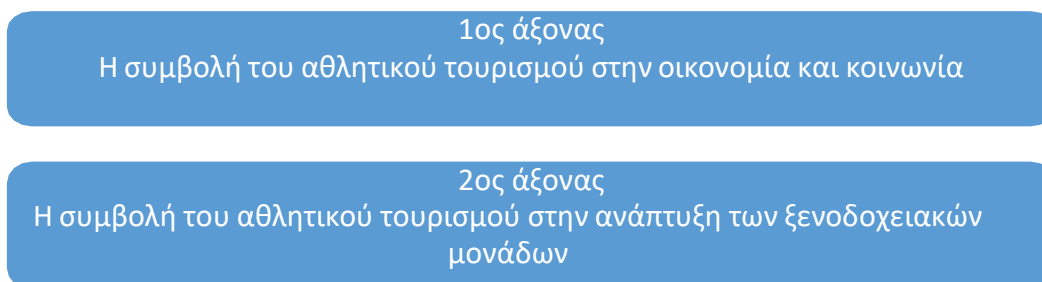 1ος άξονας
Η συμβολή του αθλητικού τουρισμού στην οικονομία και κοινωνία
2ος άξονας
Η συμβολή του αθλητικού τουρισμού στην ανάπτυξη των ξενοδοχειακών
μονάδων